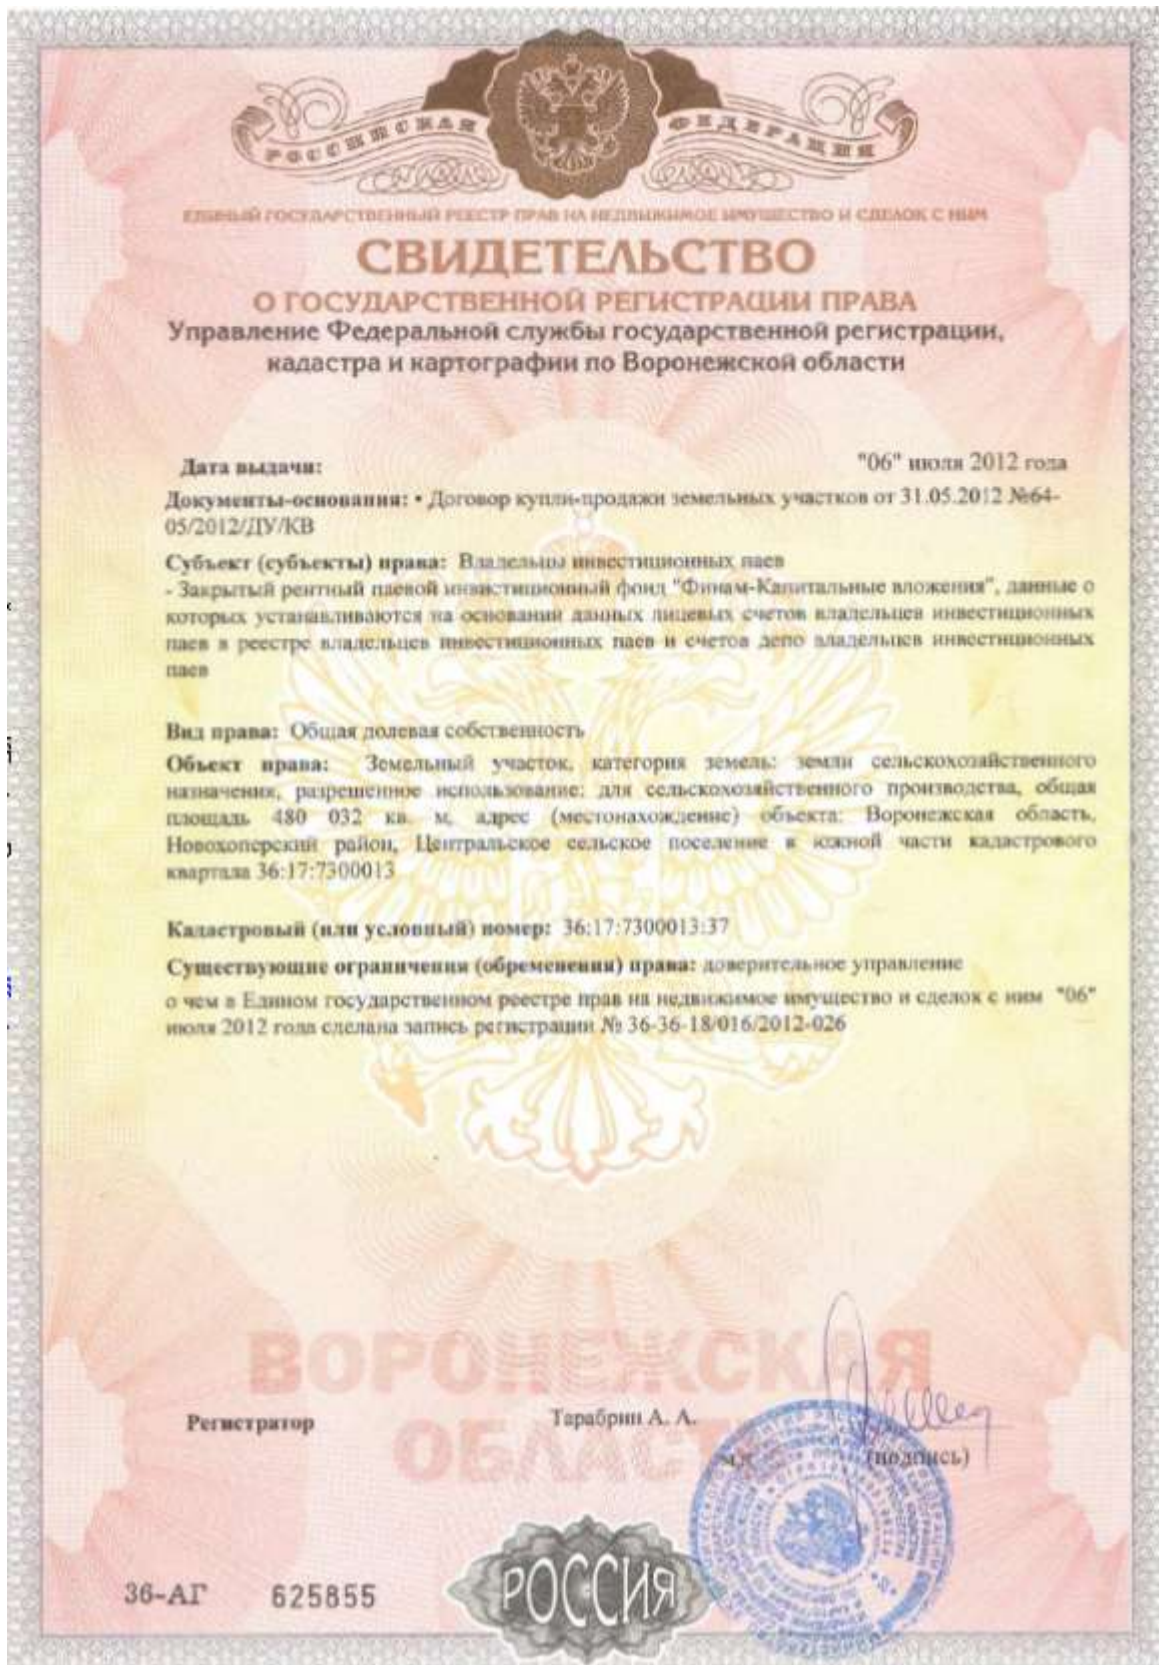 РОССИЙСКАЯ ФЕДЕРАЦИЯ
ЕДИНЫЙ ГОСУДАРСТВЕННЫЙ РЕЕСТР ПРАВ НА НЕДВИЖИМОЕ ИМУЩЕСТВО И СДЕЛОК С НИМ
СВИДЕТЕЛЬСТВО
О ГОСУДАРСТВЕННОЙ РЕГИСТРАЦИИ ПРАВА
Управление Федеральной службы государственной регистрации,
кадастра и картографии по Воронежской области
Дата выдачи: "06" июля 2012 года
Документы-основания: • Договор купли-продажи земельных участков от 31.05.2012 №64-
05/2012/ДУ/КВ
Субъект (субъекты) права: Владельцы инвестиционных паев
- Закрытый рентный паевой инвестиционный фонд "Финам-Капитальные вложения", данные о
которых устанавливаются на основании данных лицевых счетов владельцев инвестиционных
паев в реестре владельцев инвестиционных паев и счетов депо владельцев инвестиционных
паев
Вид права: Общая долевая собственность
Объект права: Земельный участок, категория земель: земли сельскохозяйственного
назначения, разрешенное использование: для сельскохозяйственного производства, общая
площадь 480 032 кв. м, адрес (местонахождение) объекта: Воронежская область,
Новохоперский район, Центральское сельское поселение в южной части кадастрового
квартала 36:17:7300013
Кадастровый (или условный) номер: 36:17:7300013:37
Существующие ограничения (обременения) права: доверительное управление
о чем в Едином государственном реестре прав на недвижимое имущество и сделок с ним "06"
июля 2012 года сделана запись регистрации № 36-36-18/016/2012-026
ВОРОНЕЖСКАЯ
ОБЛАСТЬ
Регистратор Тарабрин А. А.
м.п. (подпись)
36-АГ 625855
РОССИЯ